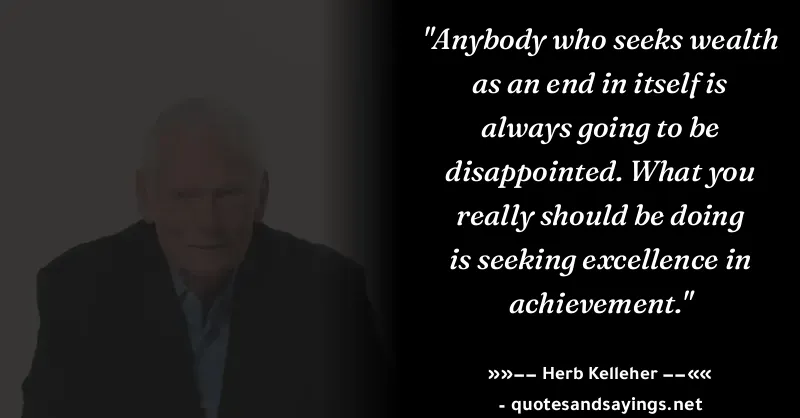 "Anybody who seeks wealth
as an end in itself is
always going to be
disappointed. What you
really should be doing
is seeking excellence in
achievement."
»»−− Herb Kelleher −−««
- quotesandsayings.net